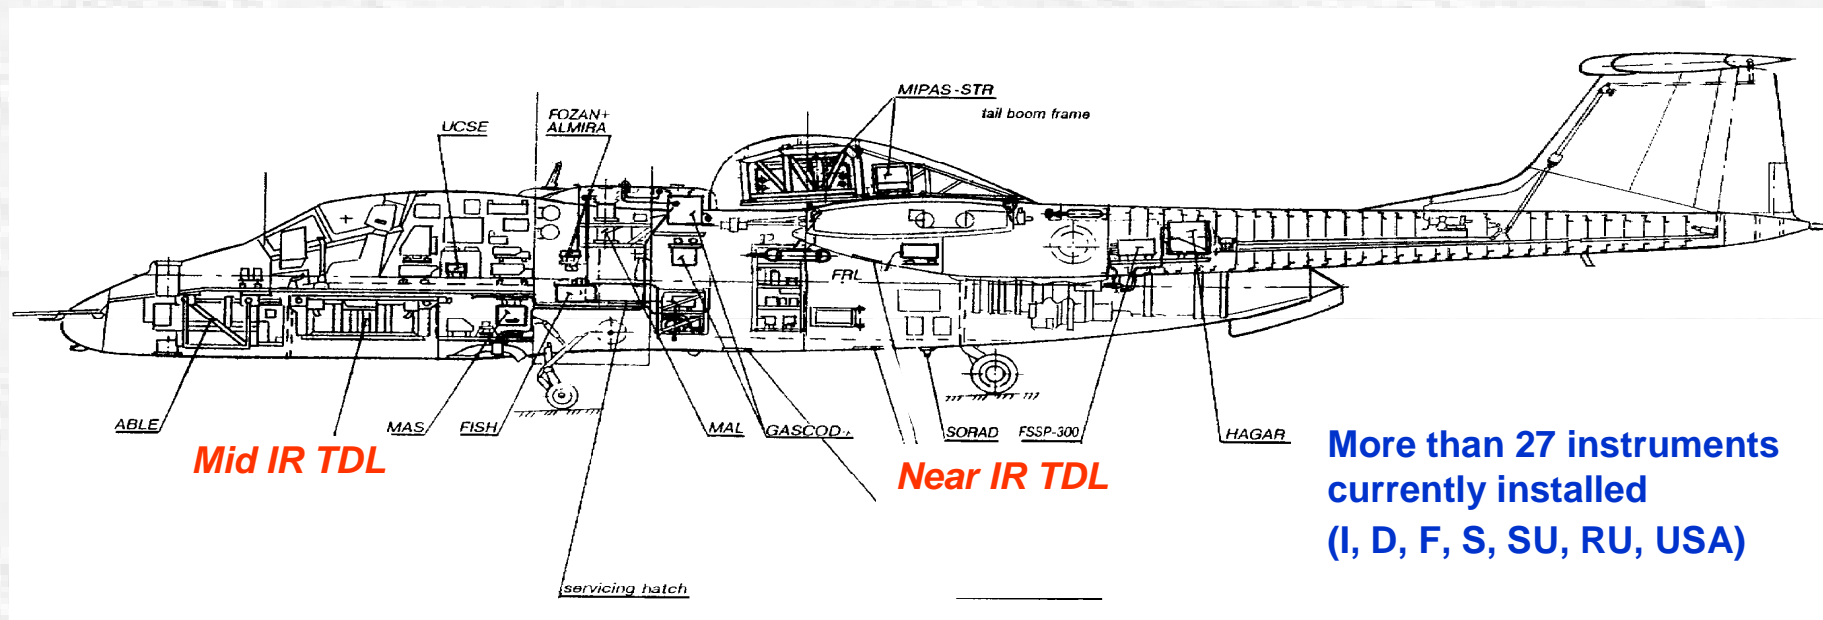 MIPAS-STR
tail boom frame
FOZAN+
ALMIRA
UCSE
FRL
ABLE
MAS
FISH
MAL
GASCOD-
SORAD
FSSP-300
HAGAR
Mid IR TDL
Near IR TDL
More than 27 instruments
currently installed
(I, D, F, S, SU, RU, USA)
servicing hatch